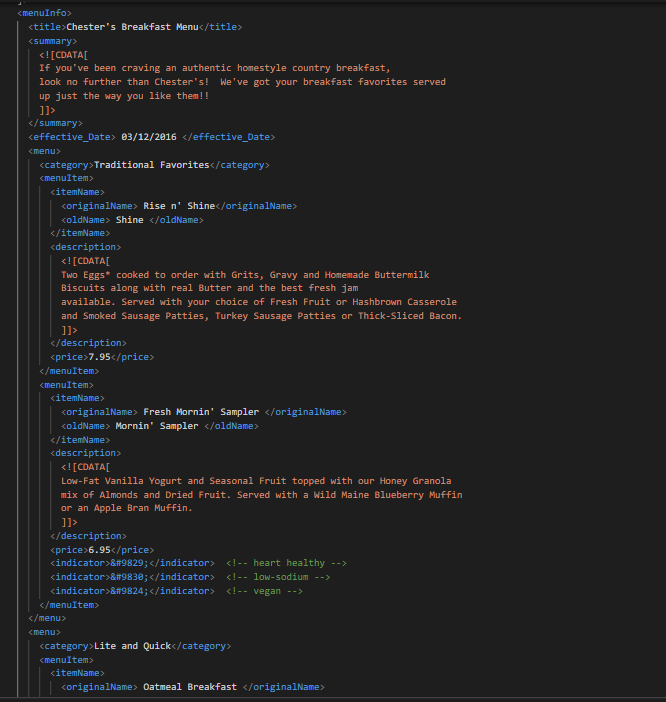 <menuInfo>
<title>Chester's Breakfast Menu</title>
<summary>
<![CDATA[
If you've been craving an authentic homestyle country breakfast,
look no further than Chester's!  We've got your breakfast favorites served
up just the way you like them!!
]]>
</summary>
<effective_Date> 03/12/2016 </effective_Date>
<menu>
<category>Traditional Favorites</category>
<menuItem>
<itemName>
<originalName> Rise n' Shine</originalName>
<oldName> Shine </oldName>
</itemName>
<description>
<![CDATA[
Two Eggs* cooked to order with Grits, Gravy and Homemade Buttermilk
Biscuits along with real Butter and the best fresh jam
available. Served with your choice of Fresh Fruit or Hashbrown Casserole
and Smoked Sausage Patties, Turkey Sausage Patties or Thick-Sliced Bacon.
]]>
</description>
<price>7.95</price>
</menuItem>
<menuItem>
<itemName>
<originalName> Fresh Mornin' Sampler </originalName>
<oldName> Mornin' Sampler </oldName>
</itemName>
<description>
<![CDATA[
Low-Fat Vanilla Yogurt and Seasonal Fruit topped with our Honey Granola
mix of Almonds and Dried Fruit. Served with a Wild Maine Blueberry Muffin
or an Apple Bran Muffin.
]]>
</description>
<price>6.95</price>
<indicator>&#9829;</indicator>  <!-- heart healthy -->
<indicator>&#9830;</indicator>  <!-- low-sodium -->
<indicator>&#9824;</indicator>  <!-- vegan -->
</menuItem>
</menu>
<menu>
<category>Lite and Quick</category>
<menuItem>
<itemName>
<originalName> Oatmeal Breakfast </originalName>